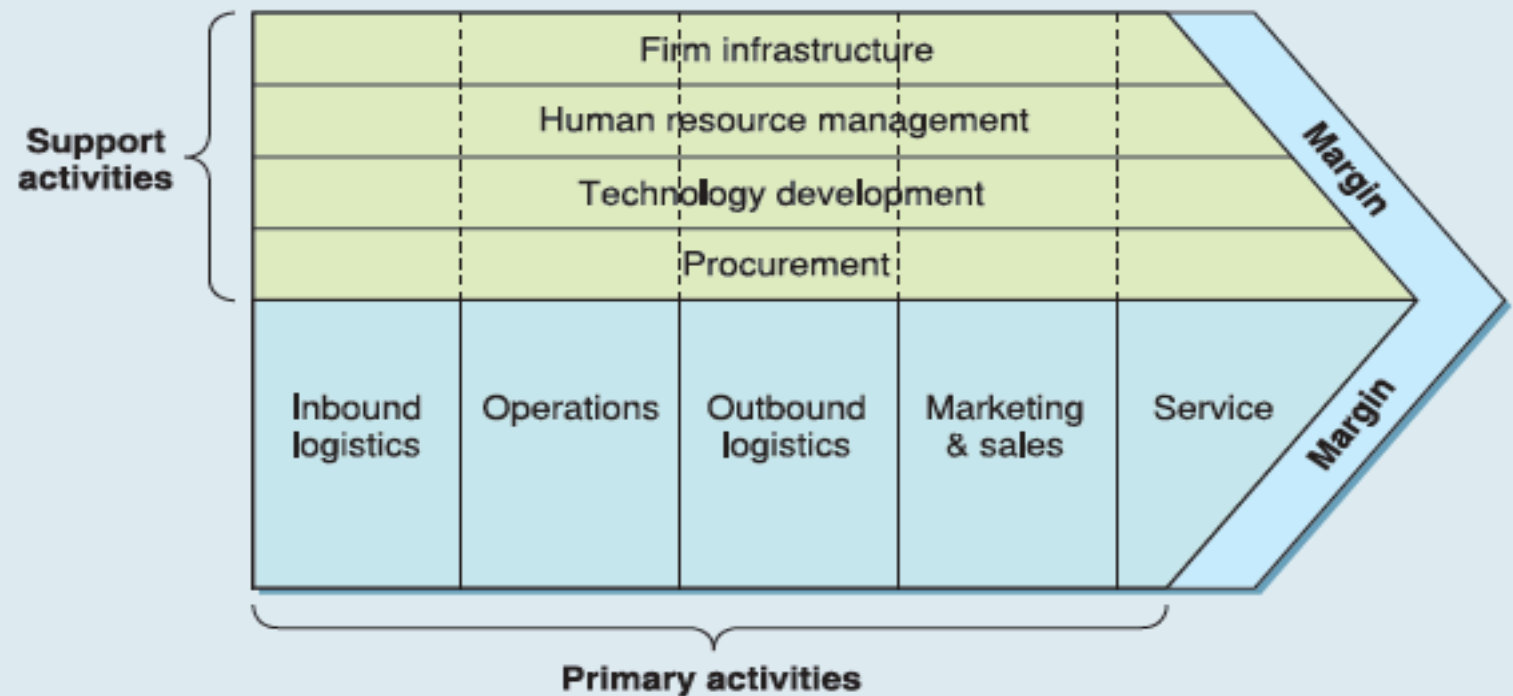 Support
activities
Firm infrastructure
Human resource management
Technology development
Procurement
Inbound
logistics
Operations
Outbound
logistics
Marketing
& sales
Service
Margin
Margin
Primary activities